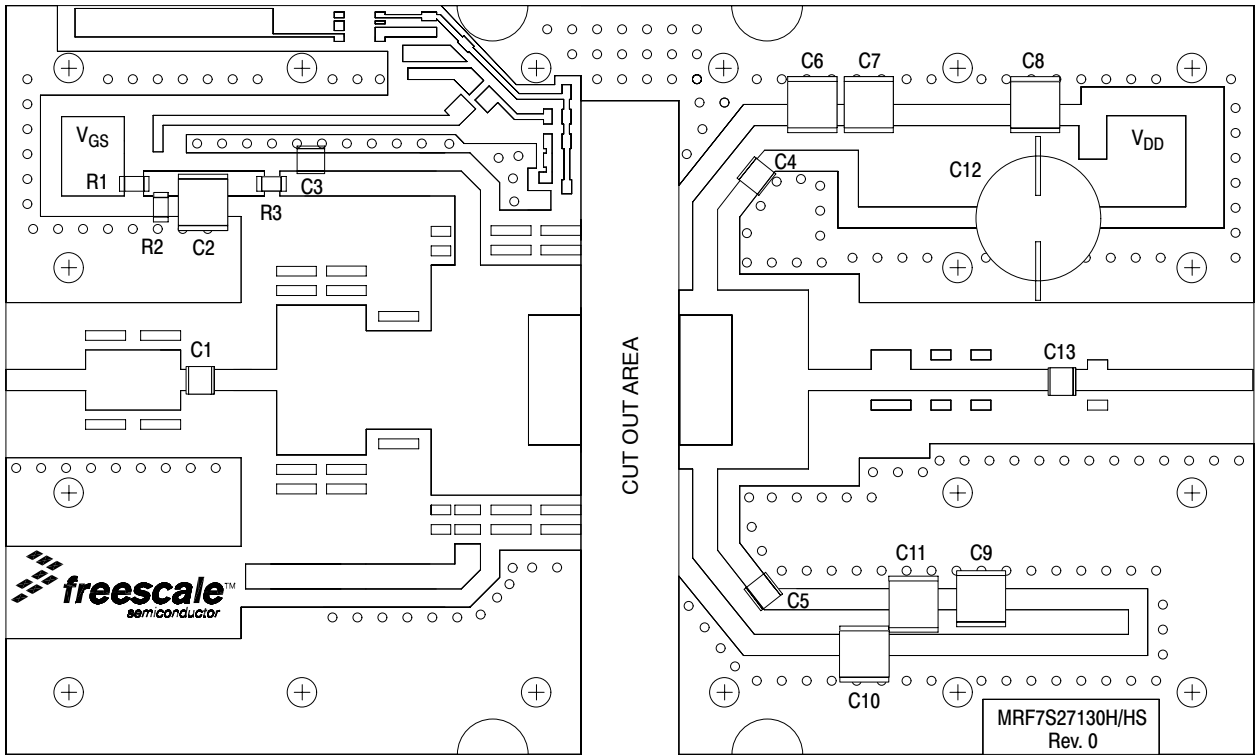 C6
C7
C8
VGS
VDD
C12
C4
R1
C3
R3
R2
C2
C1
C13
CUT OUT AREA
C11
C9
freescale™
semiconductor
C5
C10
MRF7S27130H/HS
Rev. 0